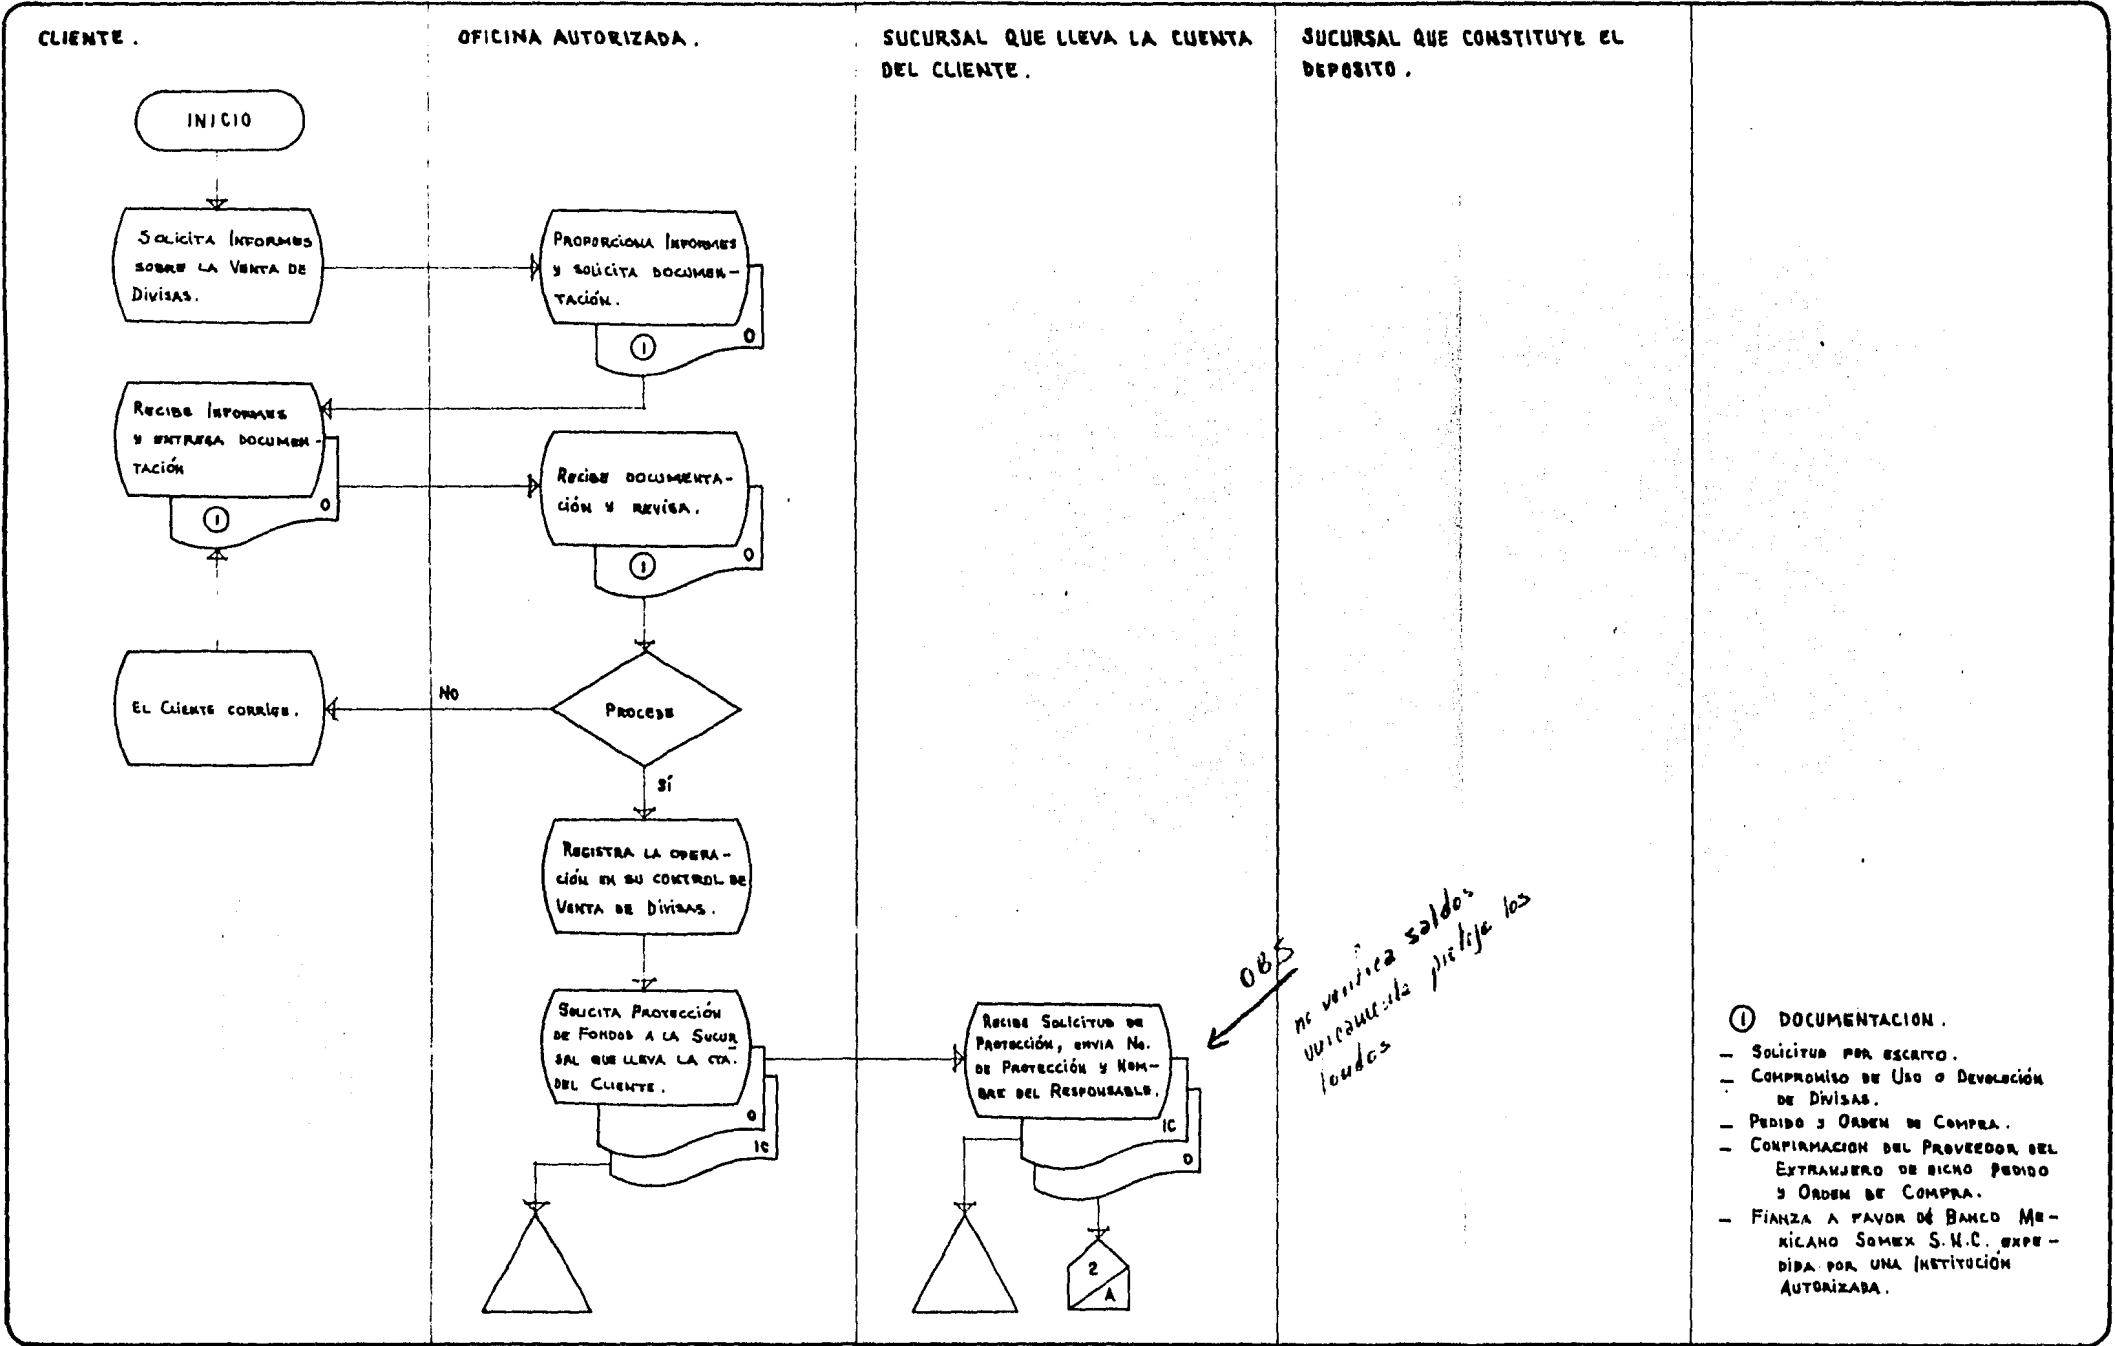 CLIENTE.
OFICINA AUTORIZADA.
SUCURSAL QUE LLEVA LA CUENTA
DEL CLIENTE.
SUCURSAL QUE CONSTITUYE EL
DEPOSITO.
INICIO
SOLICITA INFORMES
SOBRE LA VENTA DE
DIVISAS.
PROPORCIONA INFORMES
Y SOLICITA DOCUMEN-
TACIÓN.
1
0
RECIBE INFORMES
Y ENTREGA DOCUMEN-
TACIÓN
1
0
RECIBE DOCUMENTA-
CIÓN Y REVISA.
1
0
PROCEDE
NO
EL CLIENTE CORRIGE.
SÍ
REGISTRA LA OPERA-
CIÓN EN SU CONTROL DE
VENTA DE DIVISAS.
SOLICITA PROTECCIÓN
DE FONDOS A LA SUCUR
SAL QUE LLEVA LA CTA.
DEL CLIENTE.
0
1C
RECIBE SOLICITUD DE
PROTECCIÓN, ENVIA NO.
DE PROTECCIÓN Y NOM-
BRE DEL RESPONSABLE.
1C
0
2
A
OBS
no verifica saldos
unicamente proteje los
fondos
1 DOCUMENTACION.
- SOLICITUD POR ESCRITO.
- COMPROMISO DE USO O DEVOLUCIÓN
DE DIVISAS.
- PEDIDO Y ORDEN DE COMPRA.
- CONFIRMACION DEL PROVEEDOR DEL
EXTRANJERO DE DICHO PEDIDO
Y ORDEN DE COMPRA.
- FIANZA A FAVOR DE BANCO ME-
XICANO SOMEX S.N.C. EXPE-
DIDA POR UNA INSTITUCIÓN
AUTORIZADA.